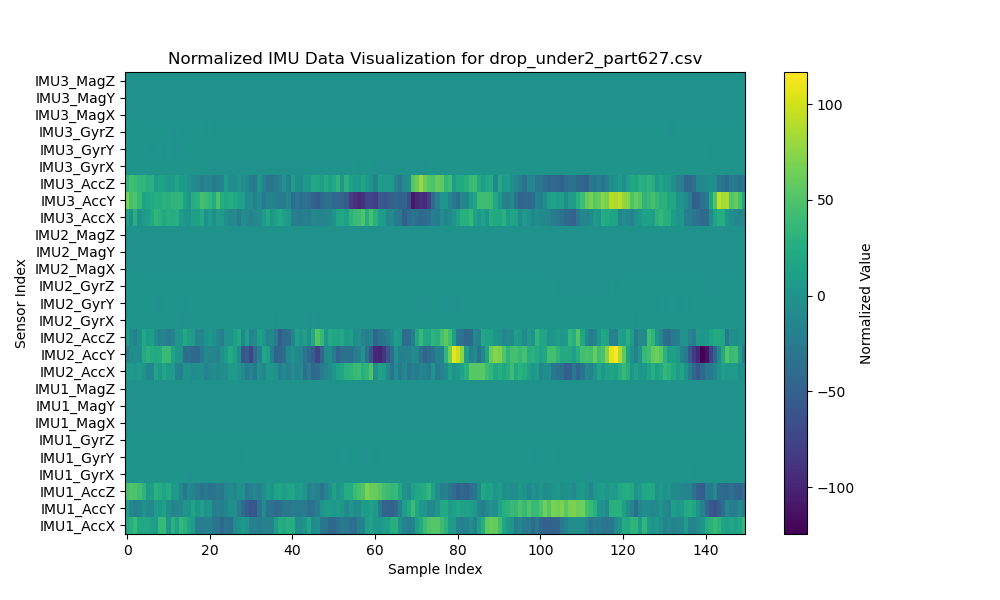 Normalized IMU Data Visualization for drop_under2_part627.csv
IMU3_MagZ
IMU3_MagY
IMU3_MagX
IMU3_GyrZ
IMU3_GyrY
IMU3_GyrX
IMU3_AccZ
IMU3_AccY
IMU3_AccX
IMU2_MagZ
IMU2_MagY
IMU2_MagX
IMU2_GyrZ
IMU2_GyrY
IMU2_GyrX
IMU2_AccZ
IMU2_AccY
IMU2_AccX
IMU1_MagZ
IMU1_MagY
IMU1_MagX
IMU1_GyrZ
IMU1_GyrY
IMU1_GyrX
IMU1_AccZ
IMU1_AccY
IMU1_AccX
Sensor Index
0 20 40 60 80 100 120 140
Sample Index
100
50
0
−50
−100
Normalized Value